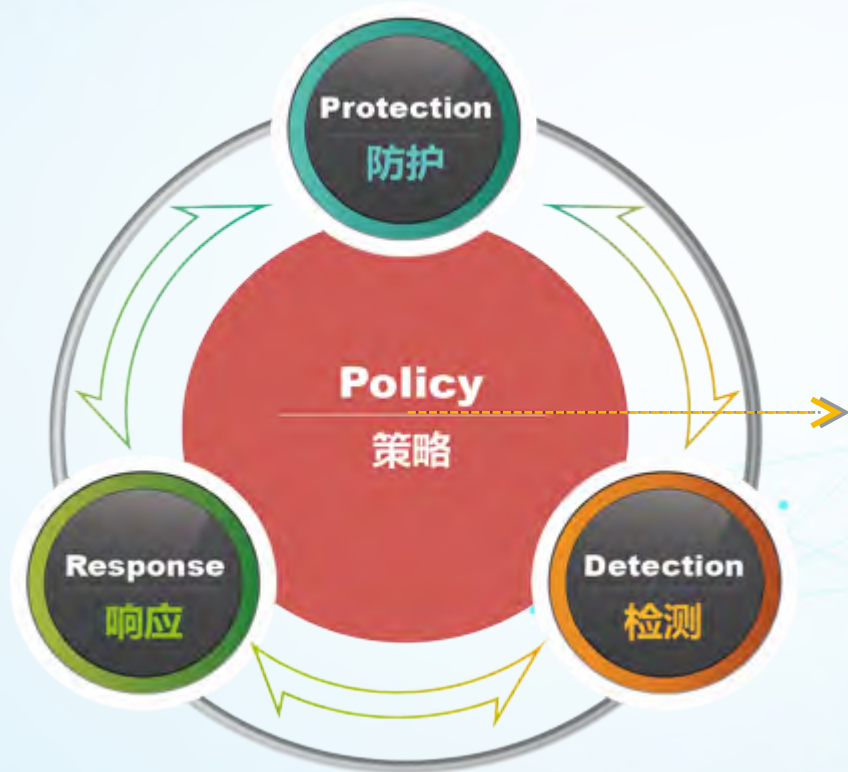 Protection
防护
Policy
策略
Response
响应
Detection
检测